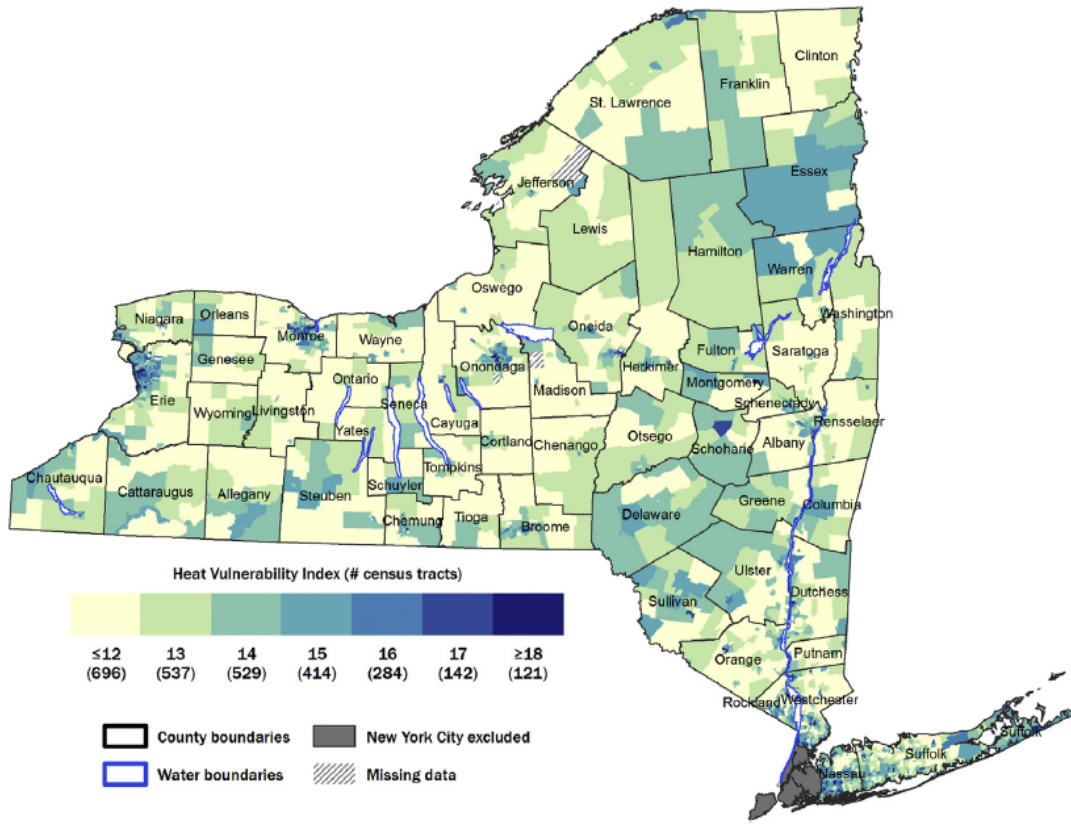 Clinton
Franklin
St. Lawrence
Essex
Jefferson
Lewis
Hamilton
Warren
Oswego
Washington
Niagara
Orleans
Monroe
Wayne
Oneida
Fulton
Saratoga
Genesee
Onondaga
Herkimer
Montgomery
Ontario
Seneca
Madison
Schenectady
Erie
Wyoming
Livingston
Cayuga
Rensselaer
Yates
Otsego
Albany
Cortland
Chenango
Schoharie
Tompkins
Chautauqua
Cattaraugus
Allegany
Steuben
Schuyler
Greene
Columbia
Chemung
Tioga
Broome
Delaware
Ulster
Dutchess
Sullivan
Orange
Putnam
Rockland
Westchester
Suffolk
Suffolk
Nassau
Heat Vulnerability Index (# census tracts)
≤12 13 14 15 16 17 ≥18
(696) (537) (529) (414) (284) (142) (121)
County boundaries New York City excluded
Water boundaries Missing data